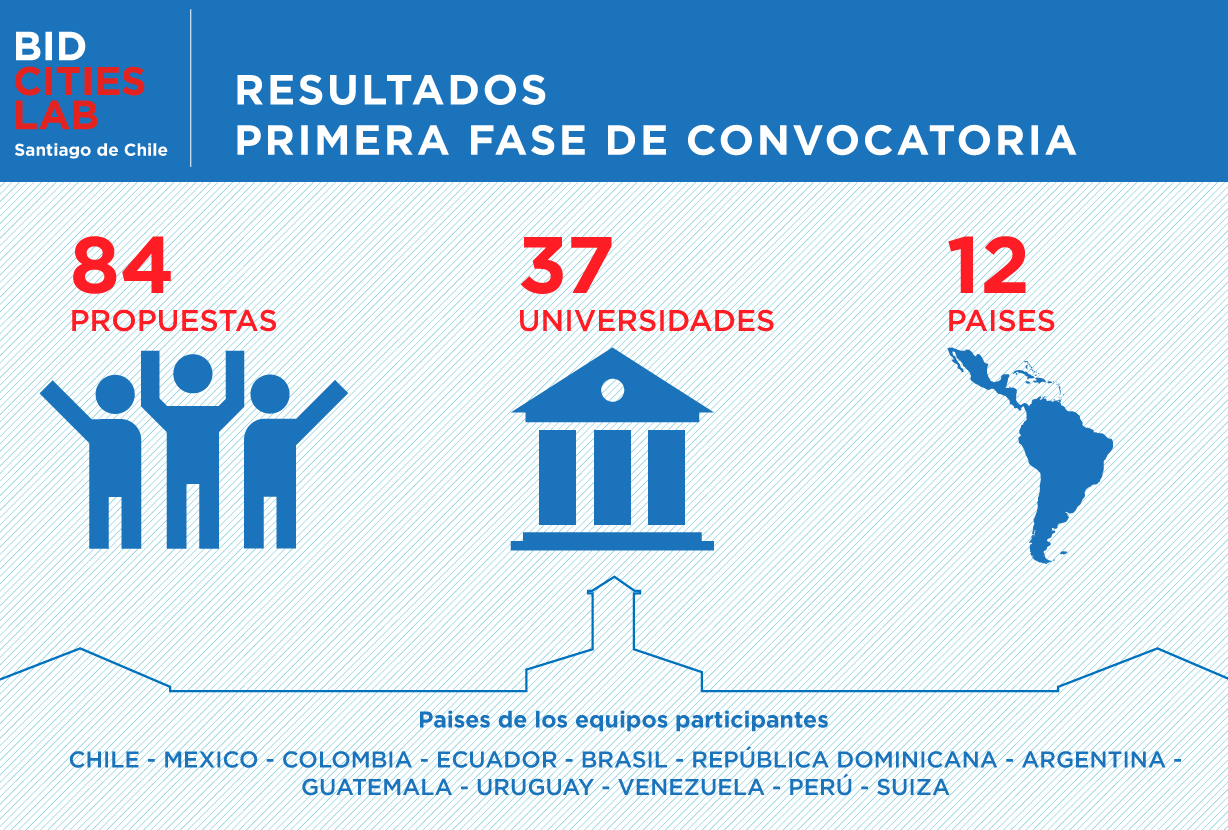 BID
CITIES
LAB
Santiago de Chile
RESULTADOS
PRIMERA FASE DE CONVOCATORIA
84
PROPUESTAS
37
UNIVERSIDADES
12
PAISES
Paises de los equipos participantes
CHILE - MEXICO - COLOMBIA - ECUADOR - BRASIL - REPÚBLICA DOMINICANA - ARGENTINA -
GUATEMALA - URUGUAY - VENEZUELA - PERÚ - SUIZA